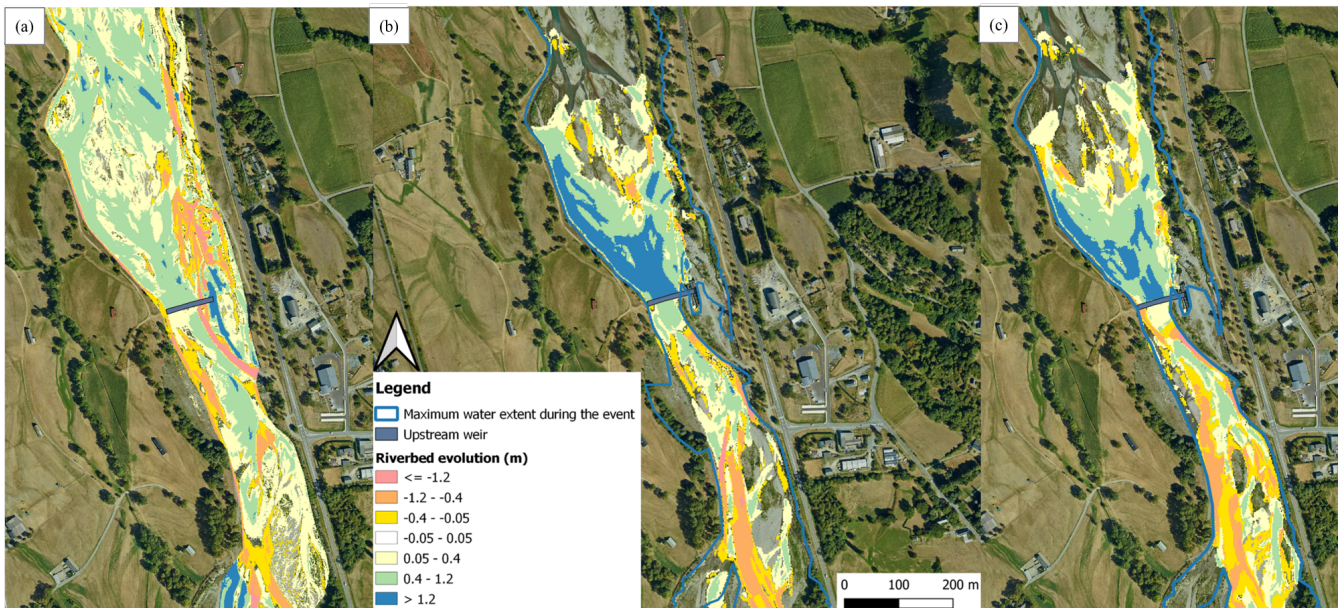 (a)
(b)
(c)
Legend
Maximum water extent during the event
Upstream weir
Riverbed evolution (m)
<= -1.2
-1.2 - -0.4
-0.4 - -0.05
-0.05 - 0.05
0.05 - 0.4
0.4 - 1.2
> 1.2
0 100 200 m